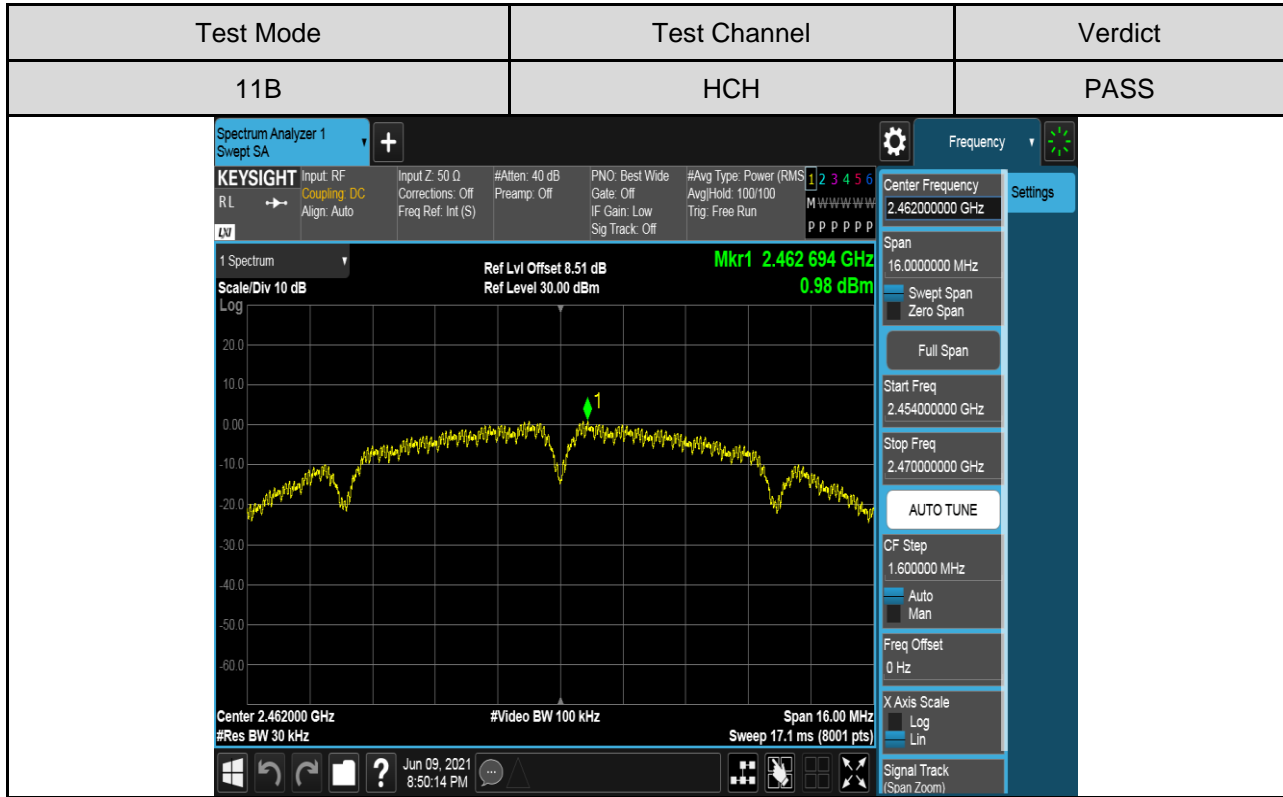 Test Mode Test Channel Verdict
11B HCH PASS
Spectrum Analyzer 1
Swept SA
+
Frequency
KEYSIGHT
RL
LXI
Input: RF
Coupling: DC
Align: Auto
Input Z: 50 Ω
Corrections: Off
Freq Ref: Int (S)
#Atten: 40 dB
Preamp: Off
PNO: Best Wide
Gate: Off
IF Gain: Low
Sig Track: Off
#Avg Type: Power (RMS
Avg|Hold: 100/100
Trig: Free Run
1 2 3 4 5 6
M W W W W W
P P P P P P
1 Spectrum
Scale/Div 10 dB
Log
Ref Lvl Offset 8.51 dB
Ref Level 30.00 dBm
Mkr1 2.462 694 GHz
0.98 dBm
1
20.0
10.0
0.00
-10.0
-20.0
-30.0
-40.0
-50.0
-60.0
Center 2.462000 GHz #Video BW 100 kHz Span 16.00 MHz
#Res BW 30 kHz Sweep 17.1 ms (8001 pts)
?
Jun 09, 2021
8:50:14 PM
Center Frequency
2.462000000 GHz
Span
16.0000000 MHz
Swept Span
Zero Span
Full Span
Start Freq
2.454000000 GHz
Stop Freq
2.470000000 GHz
AUTO TUNE
CF Step
1.600000 MHz
Auto
Man
Freq Offset
0 Hz
X Axis Scale
Log
Lin
Signal Track
(Span Zoom)
Settings